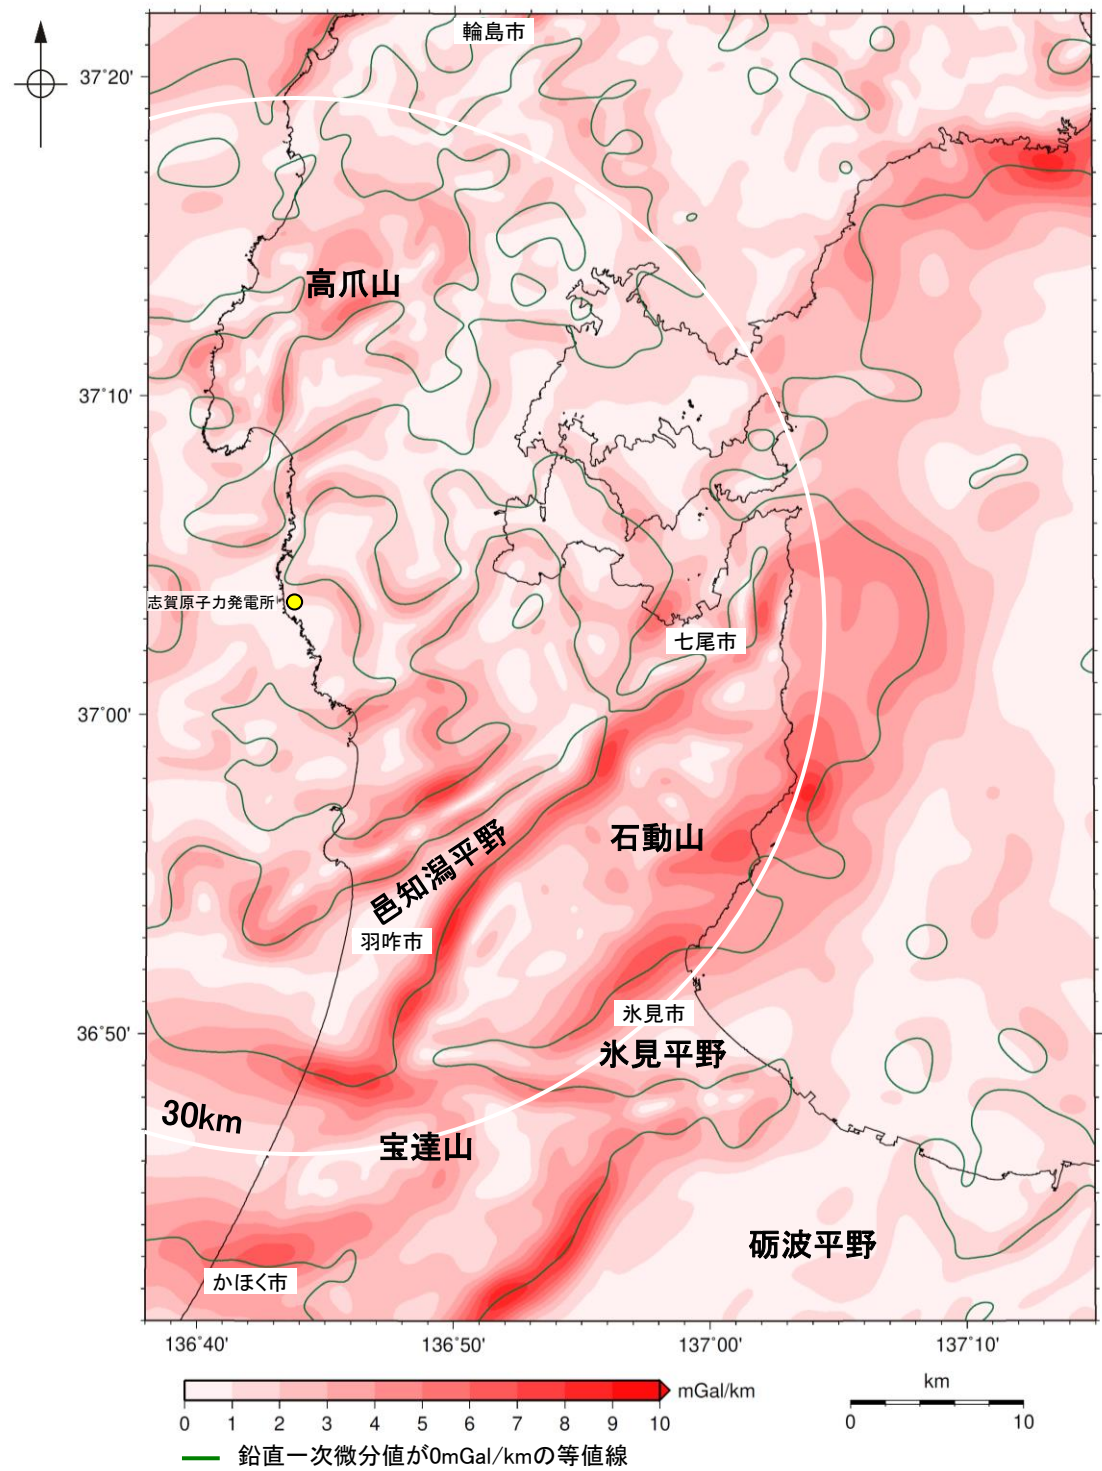 輪島市
37°20'
高爪山
37°10'
志賀原子力発電所
七尾市
37°00'
石動山
邑知潟平野
羽咋市
36°50'
氷見市
氷見平野
30km
宝達山
砺波平野
かほく市
136°40'
136°50'
137°00'
137°10'
mGal/km
0 1 2 3 4 5 6 7 8 9 10
km
0 10
鉛直一次微分値が0mGal/kmの等値線